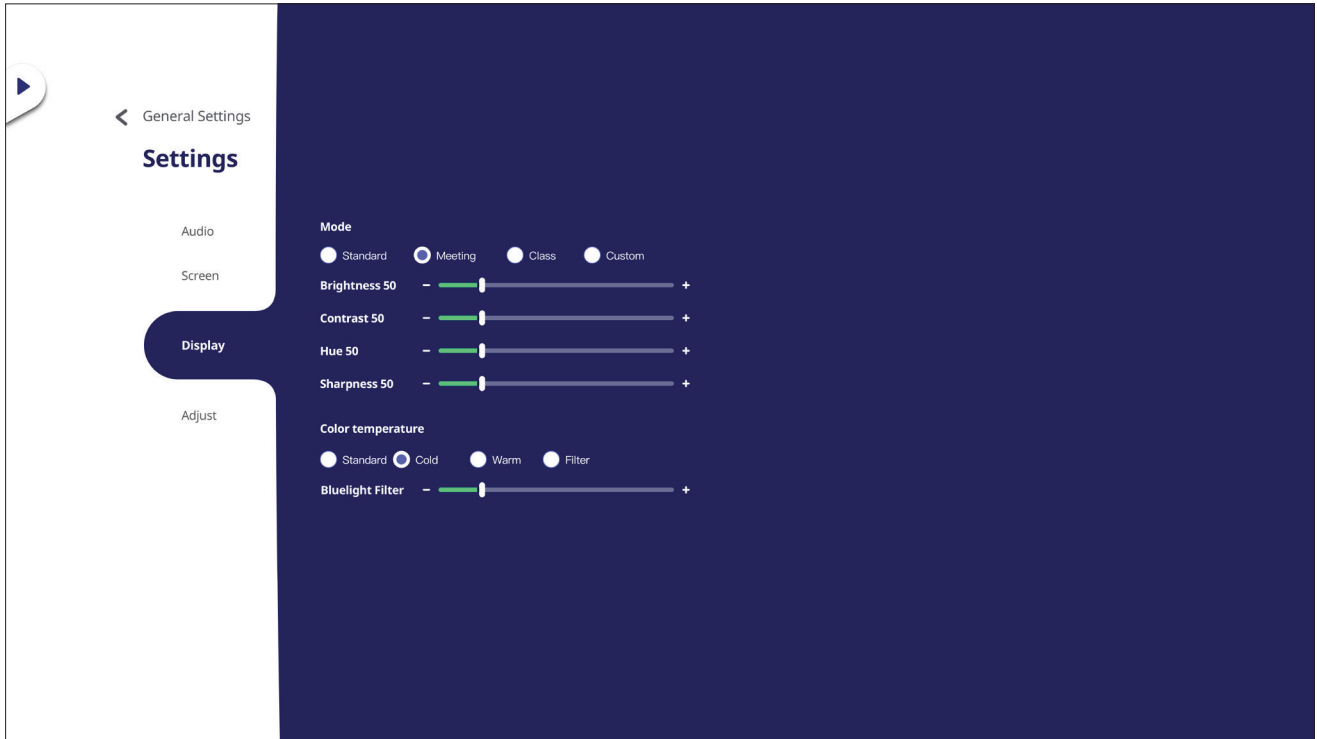 General Settings
Settings
Audio
Screen
Display
Adjust
Mode
Standard Meeting Class Custom
Brightness 50 - +
Contrast 50 - +
Hue 50 - +
Sharpness 50 - +
Color temperature
Standard Cold Warm Filter
Bluelight Filter - +